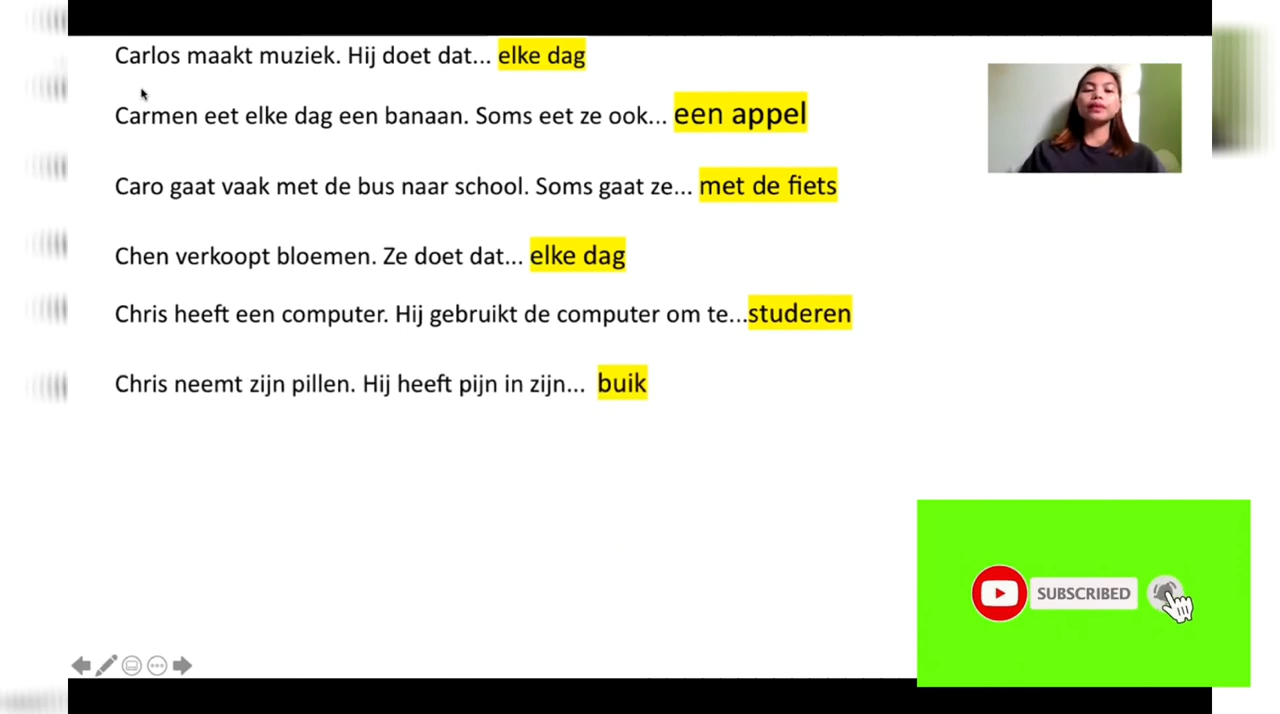 Carlos maakt muziek. Hij doet dat... elke dag
Carmen eet elke dag een banaan. Soms eet ze ook... een appel
Caro gaat vaak met de bus naar school. Soms gaat ze... met de fiets
Chen verkoopt bloemen. Ze doet dat... elke dag
Chris heeft een computer. Hij gebruikt de computer om te...studeren
Chris neemt zijn pillen. Hij heeft pijn in zijn... buik
SUBSCRIBED